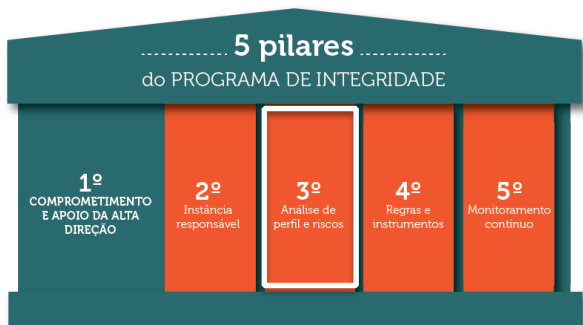 5 pilares
do PROGRAMA DE INTEGRIDADE
1º
COMPROMETIMENTO
E APOIO DA ALTA
DIREÇÃO
2º
Instância
responsável
3º
Análise de
perfil e riscos
4º
Regras e
instrumentos
5º
Monitoramento
contínuo